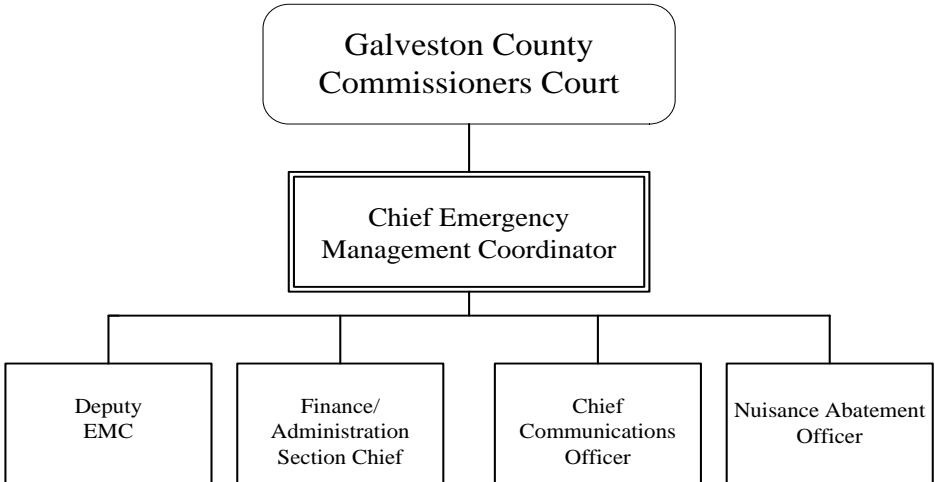 Galveston County
Commissioners Court
Chief Emergency
Management Coordinator
Deputy
EMC
Finance/
Administration
Section Chief
Chief
Communications
Officer
Nuisance Abatement
Officer